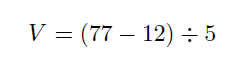 V = (77 − 12) ÷ 5